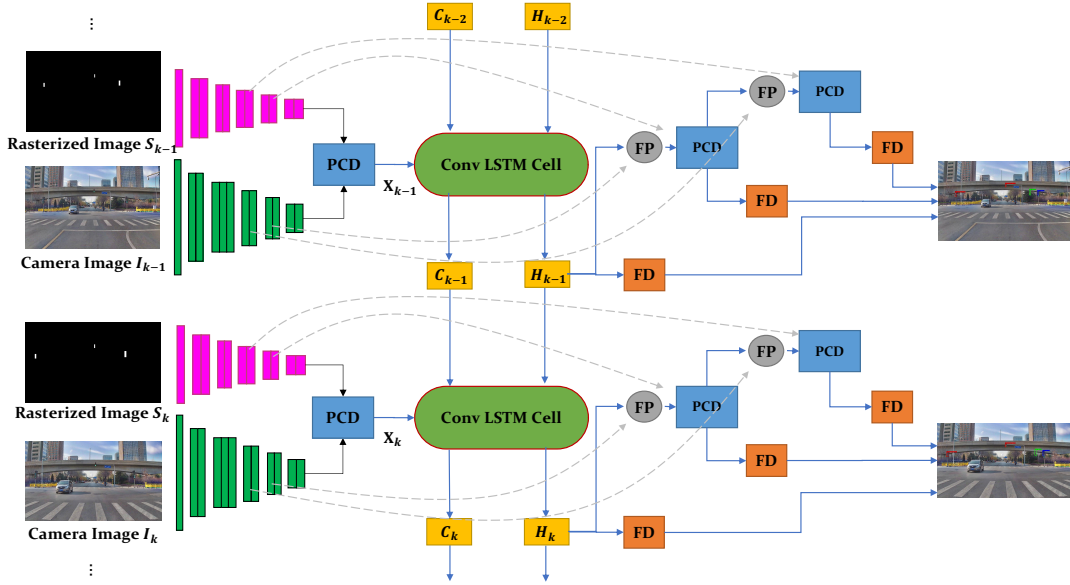 ⋮
C_{k-2}
H_{k-2}
Rasterized Image S_{k-1}
Camera Image I_{k-1}
PCD
X_{k-1}
Conv LSTM Cell
FP
PCD
FP
PCD
FD
FD
FD
C_{k-1}
H_{k-1}
Rasterized Image S_k
Camera Image I_k
PCD
X_k
Conv LSTM Cell
FP
PCD
FP
PCD
FD
FD
FD
C_k
H_k
⋮